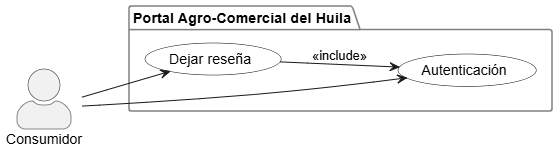 Portal Agro-Comercial del Huila
Dejar reseña
«include»
Autenticación
Consumidor